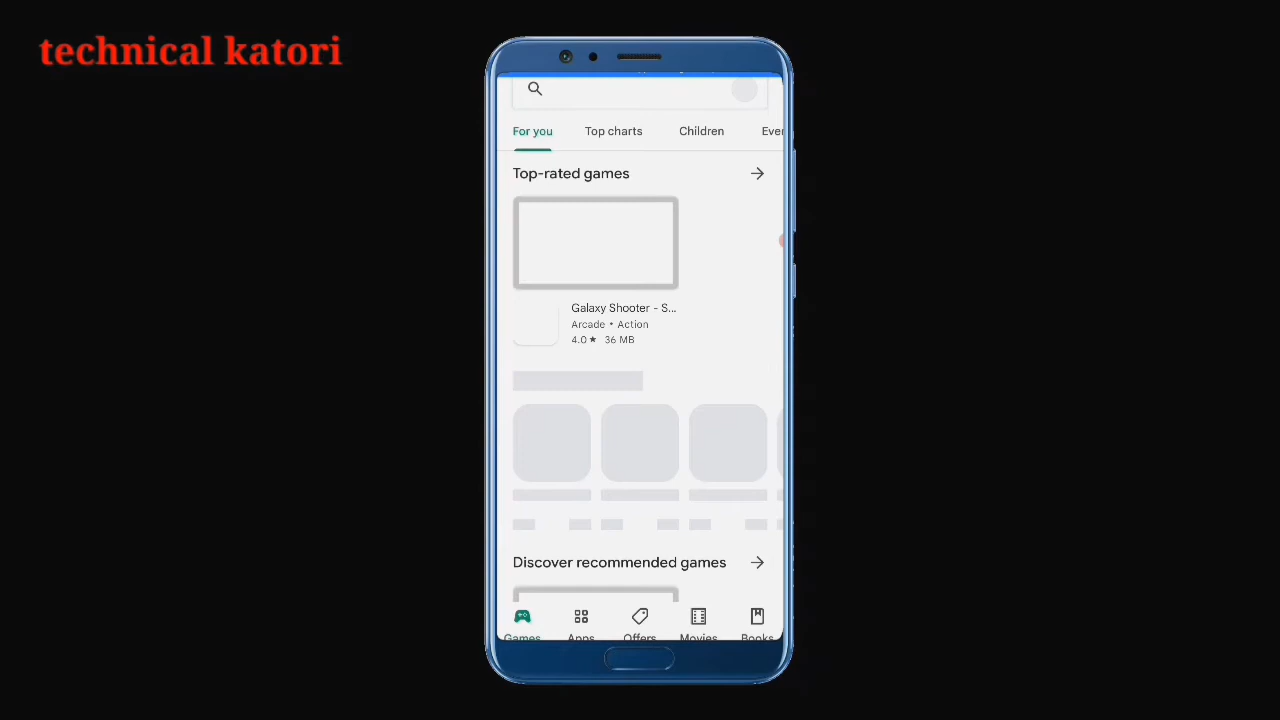 technical katori
For you Top charts Children Ever
Top-rated games
Galaxy Shooter - S...
Arcade • Action
4.0 ★ 36 MB
Discover recommended games
Games Apps Offers Movies Books